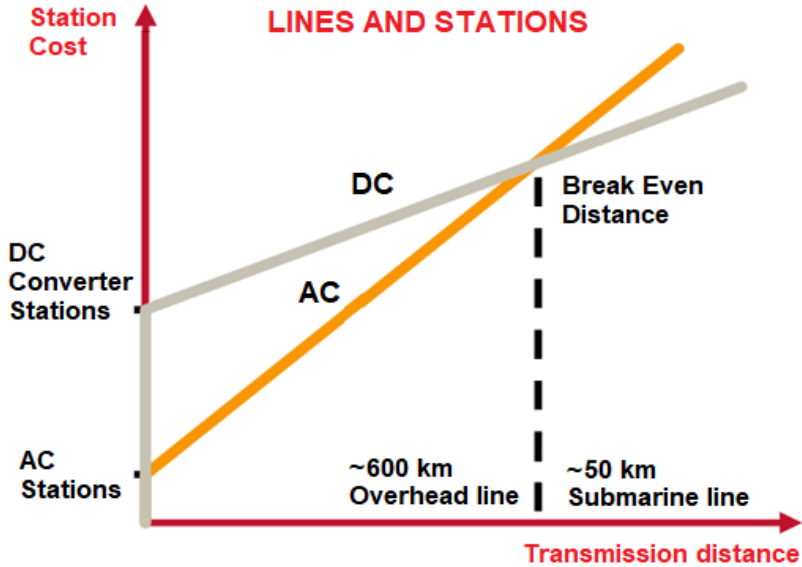 Station
Cost
LINES AND STATIONS
DC
Break Even
Distance
DC
Converter
Stations
AC
AC
Stations
~600 km
Overhead line
~50 km
Submarine line
Transmission distance